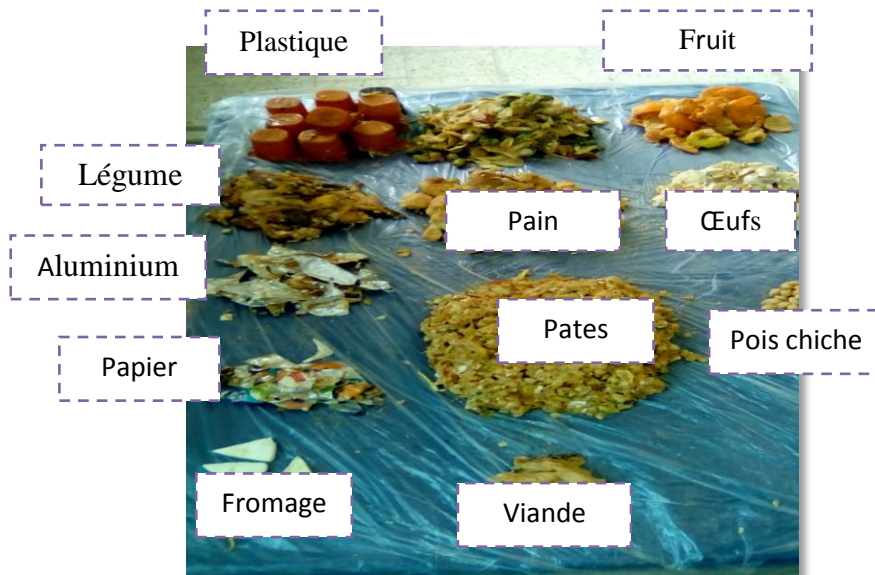 Plastique
Fruit
Légume
Pain
Œufs
Aluminium
Pates
Pois chiche
Papier
Fromage
Viande